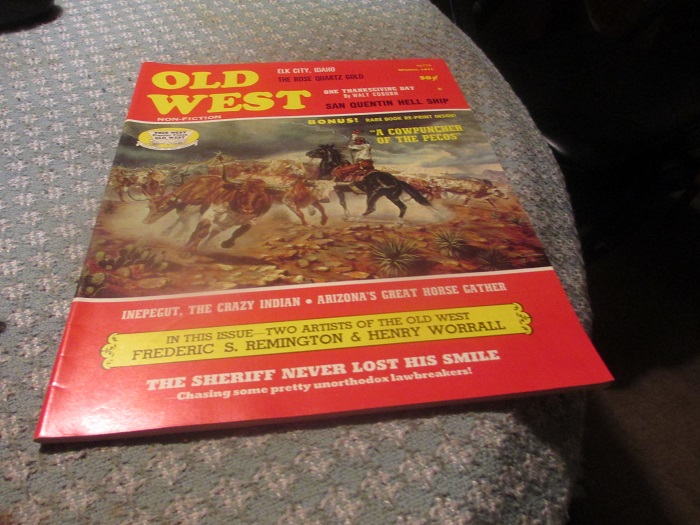 OLD
WEST
NON-FICTION
ELK CITY, IDAHO
THE ROSE QUARTZ GOLD
ONE THANKSGIVING DAY
By WALT COBURN
SAN QUENTIN HELL SHIP
50¢
BONUS! RARE BOOK RE-PRINT INSIDE!
"A COWPUNCHER
OF THE PECOS"
INEPEGUT, THE CRAZY INDIAN • ARIZONA'S GREAT HORSE GATHER
IN THIS ISSUE—TWO ARTISTS OF THE OLD WEST
FREDERIC S. REMINGTON & HENRY WORRALL
THE SHERIFF NEVER LOST HIS SMILE
—Chasing some pretty unorthodox lawbreakers!